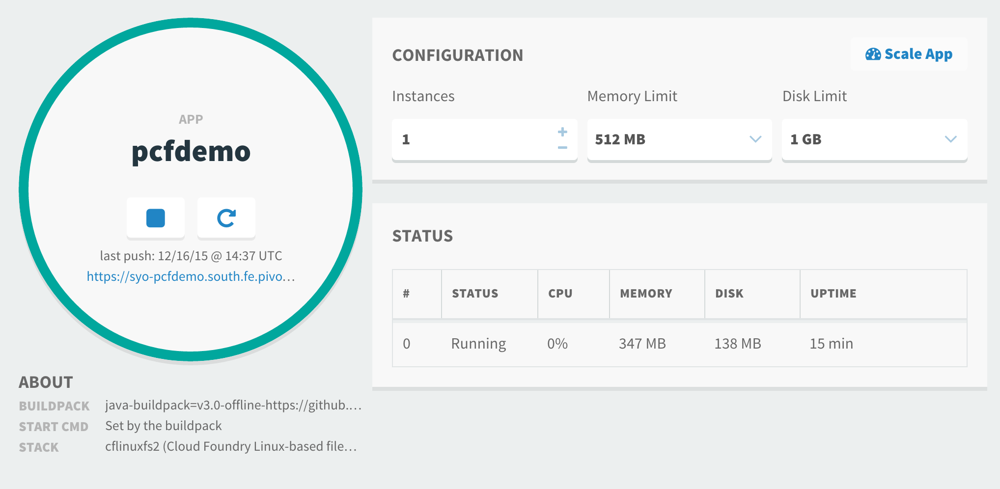 APP
pcfdemo
last push: 12/16/15 @ 14:37 UTC
https://syo-pcfdemo.south.fe.pivo…
ABOUT
BUILDPACK java-buildpack=v3.0-offline-https://github.…
START CMD Set by the buildpack
STACK cflinuxfs2 (Cloud Foundry Linux-based file…
CONFIGURATION Scale App
Instances Memory Limit Disk Limit
1 512 MB 1 GB
STATUS
# STATUS CPU MEMORY DISK UPTIME
0 Running 0% 347 MB 138 MB 15 min